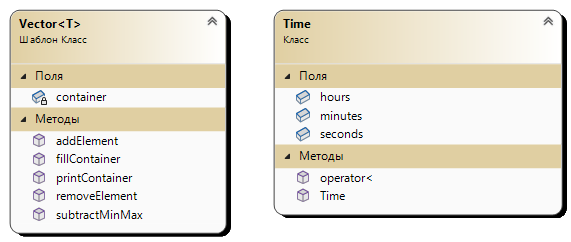 Vector<T>
Шаблон Класс
Поля
container
Методы
addElement
fillContainer
printContainer
removeElement
subtractMinMax
Time
Класс
Поля
hours
minutes
seconds
Методы
operator<
Time